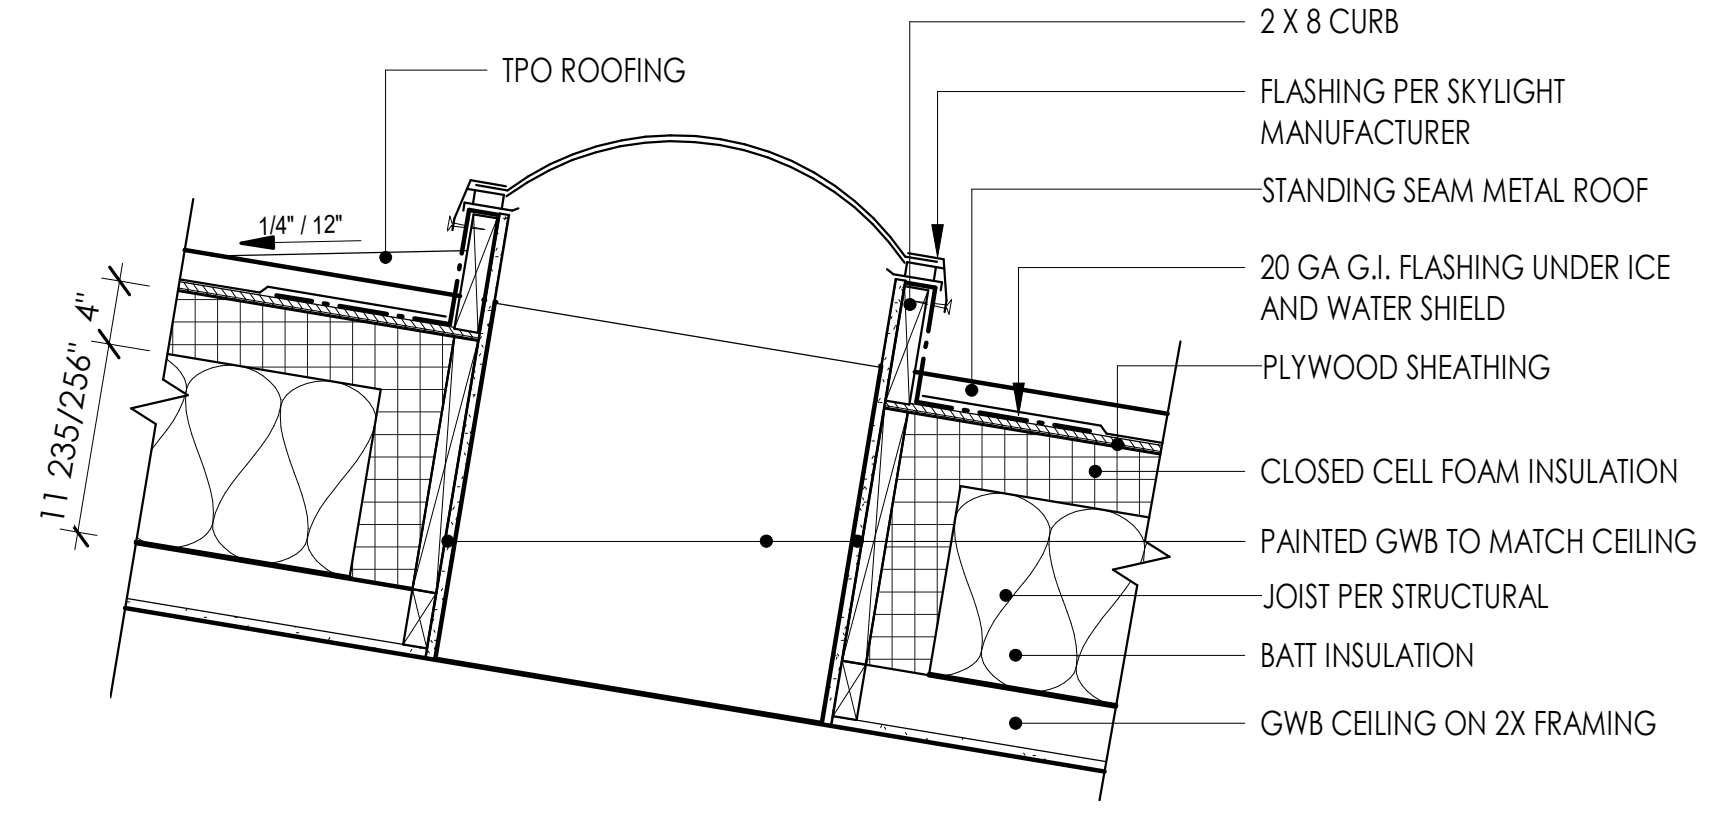 2 X 8 CURB
TPO ROOFING
FLASHING PER SKYLIGHT
MANUFACTURER
STANDING SEAM METAL ROOF
1/4" / 12"
20 GA G.I. FLASHING UNDER ICE
AND WATER SHIELD
4"
PLYWOOD SHEATHING
11 235/256"
CLOSED CELL FOAM INSULATION
PAINTED GWB TO MATCH CEILING
JOIST PER STRUCTURAL
BATT INSULATION
GWB CEILING ON 2X FRAMING